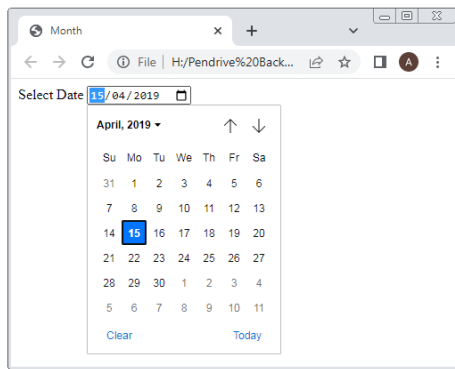 Month
File H:/Pendrive%20Back... A
Select Date 15/04/2019
April, 2019
Su Mo Tu We Th Fr Sa
31 1 2 3 4 5 6
7 8 9 10 11 12 13
14 15 16 17 18 19 20
21 22 23 24 25 26 27
28 29 30 1 2 3 4
5 6 7 8 9 10 11
Clear Today